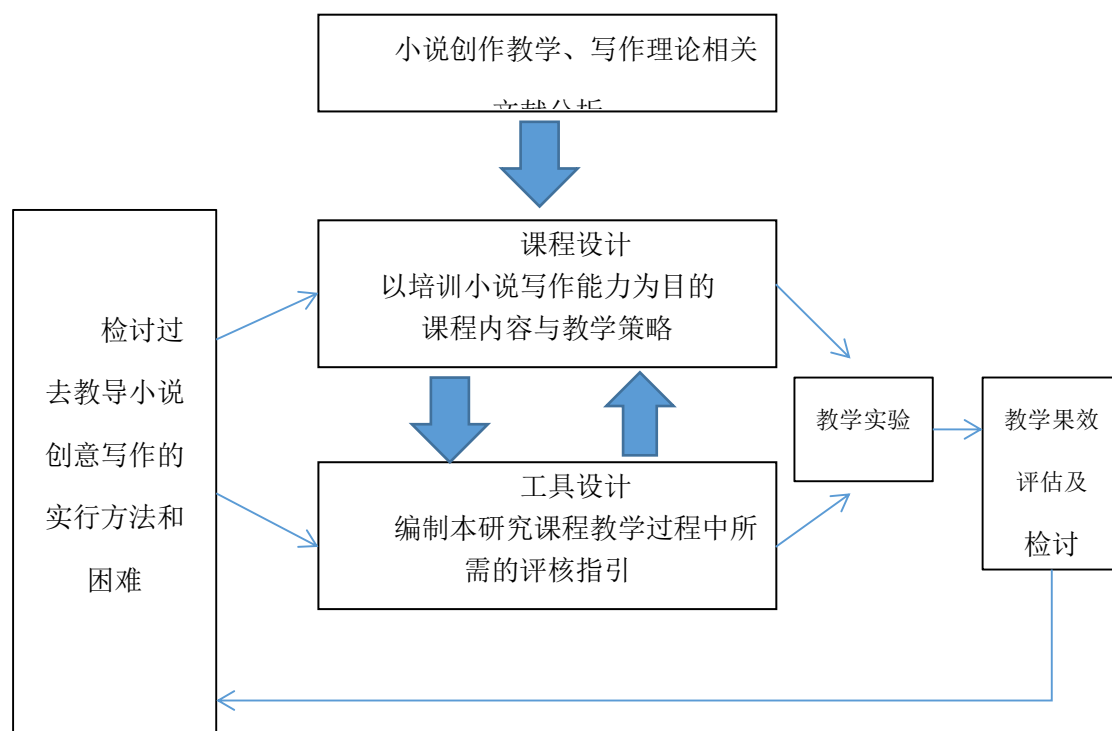 小说创作教学、写作理论相关
文献分析
课程设计
以培训小说写作能力为目的
课程内容与教学策略
检讨过
去教导小说
创意写作的
实行方法和
困难
工具设计
编制本研究课程教学过程中所
需的评核指引
教学实验
教学果效
评估及
检讨